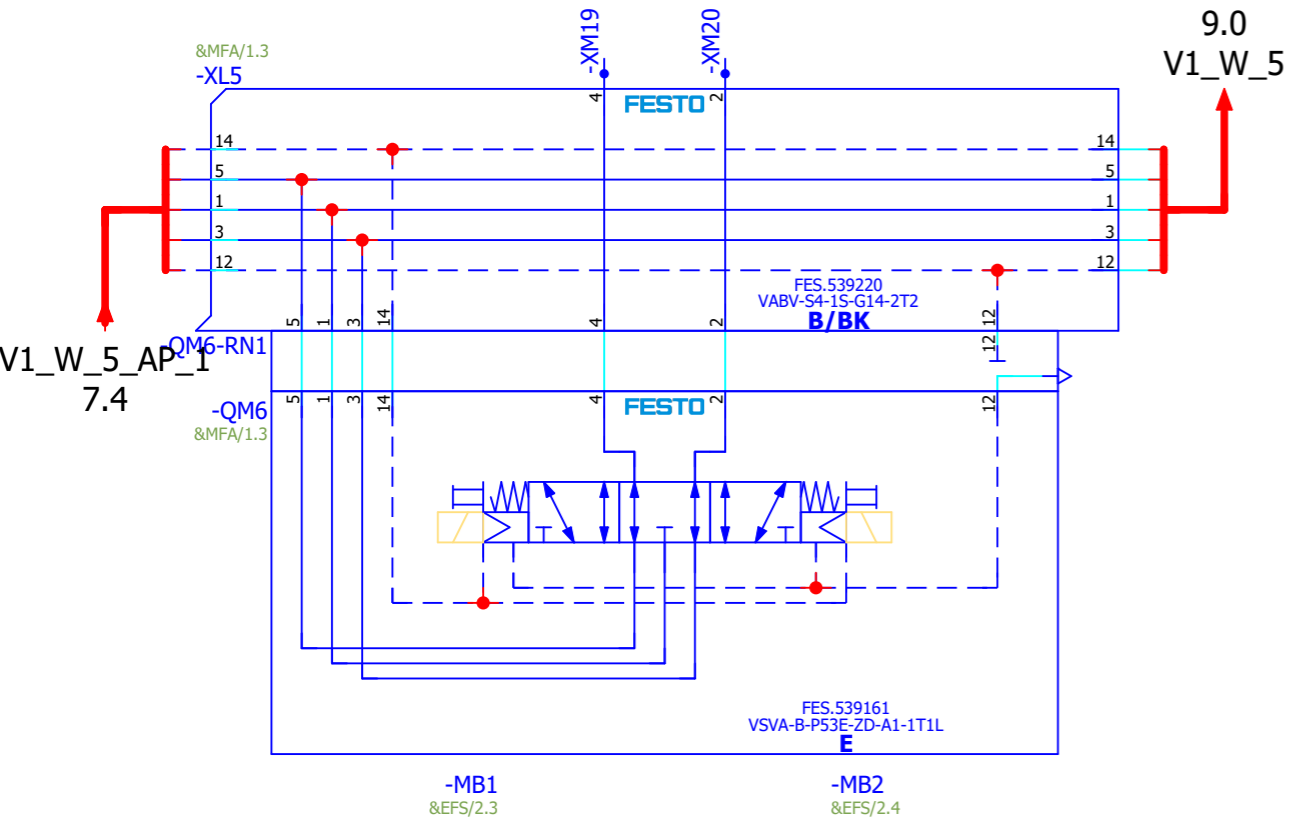 -XM19
-XM20
9.0
V1_W_5
&MFA/1.3
-XL5
4
FESTO
2
14
14
5
5
1
1
3
3
12
12
FES.539220
VABV-S4-1S-G14-2T2
B/BK
5
1
3
14
4
2
12
-QM6-RN1
12
V1_W_5_AP_1
7.4
-QM6
&MFA/1.3
5
1
3
14
4
FESTO
2
12
FES.539161
VSVA-B-P53E-ZD-A1-1T1L
E
-MB1
&EFS/2.3
-MB2
&EFS/2.4